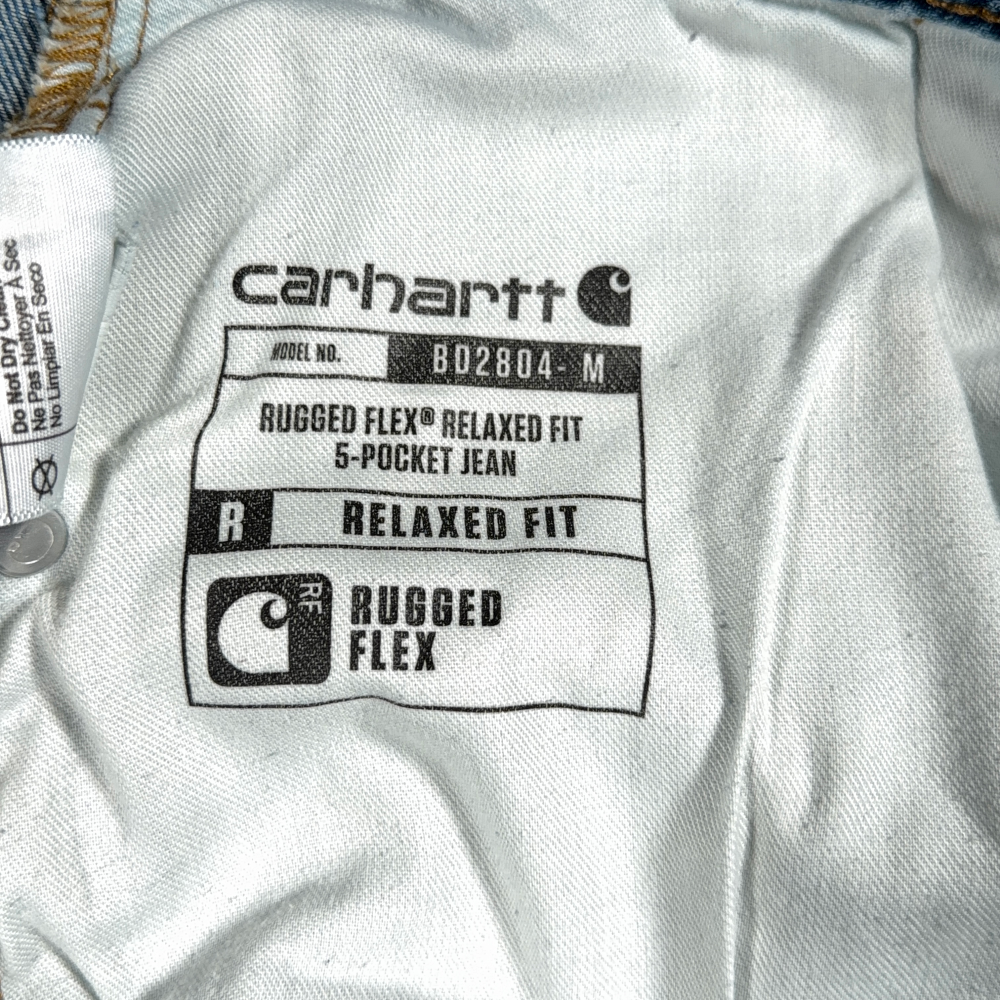 carhartt
MODEL NO. BD2804- M
RUGGED FLEX® RELAXED FIT
5-POCKET JEAN
R RELAXED FIT
RF
RUGGED
FLEX
Do Not Dry Clean
Ne Pas Nettoyer À Sec
No Limpiar En Seco